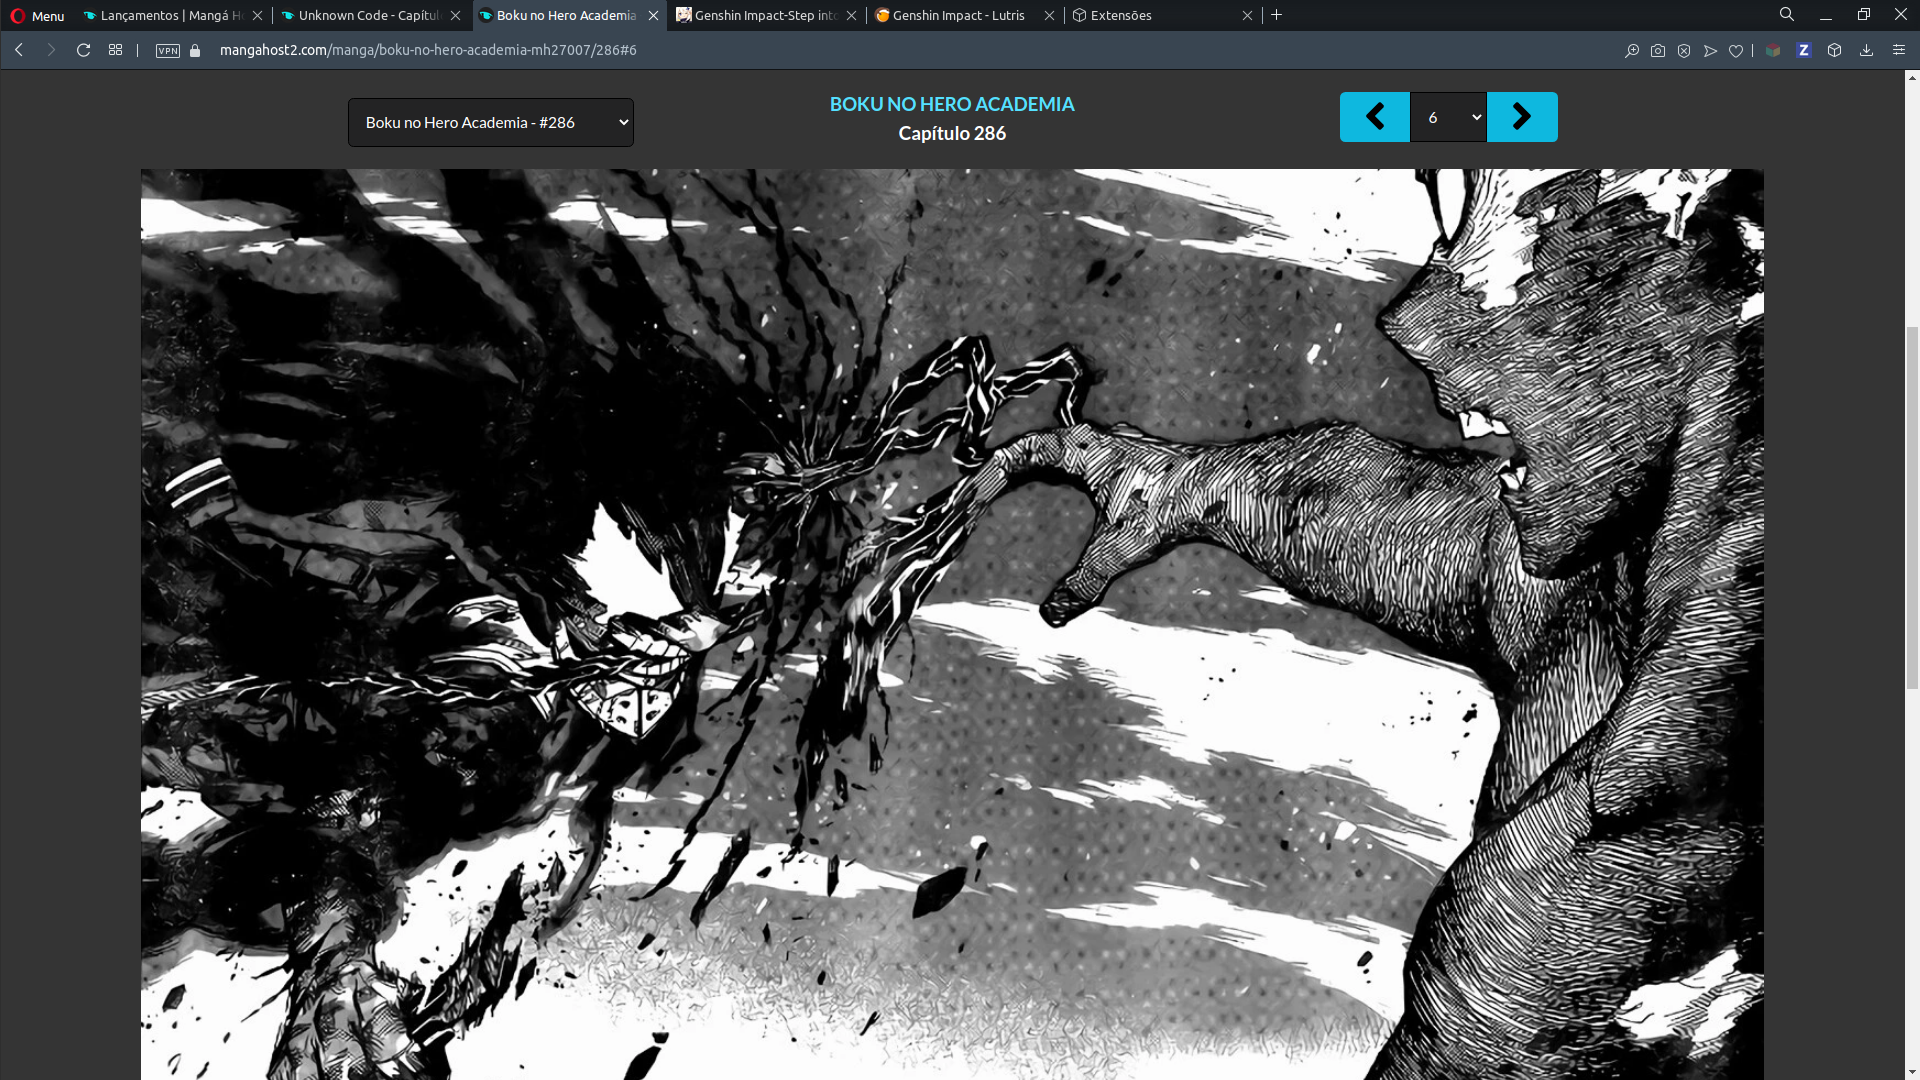 Menu
Lançamentos | Mangá H
Unknown Code - Capítul
Boku no Hero Academia
Genshin Impact-Step into
Genshin Impact - Lutris
Extensões
VPN
mangahost2.com/manga/boku-no-hero-academia-mh27007/286#6
Z
Boku no Hero Academia - #286
BOKU NO HERO ACADEMIA
Capítulo 286
6